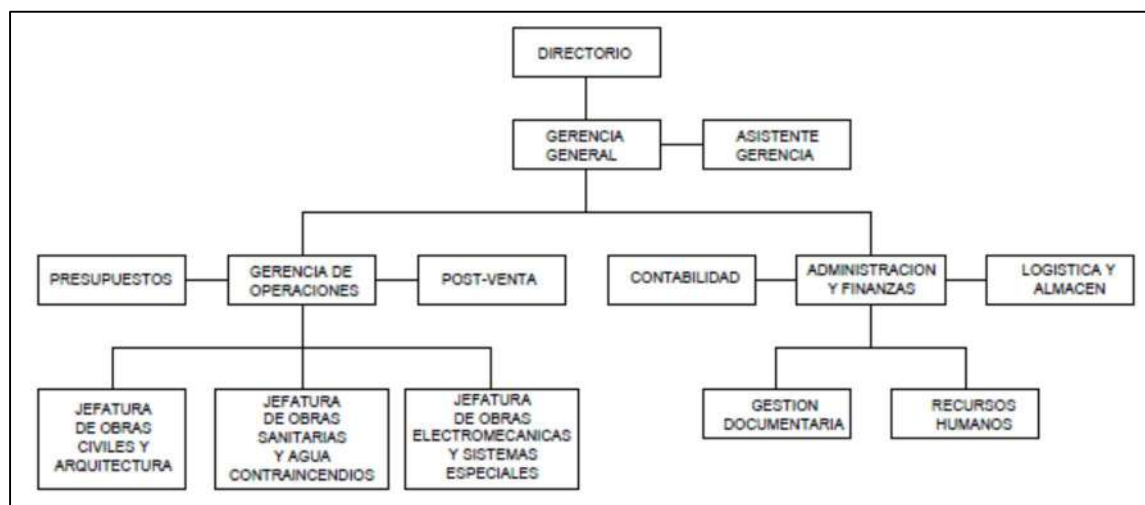 DIRECTORIO
GERENCIA
GENERAL
ASISTENTE
GERENCIA
PRESUPUESTOS
GERENCIA DE
OPERACIONES
POST-VENTA
CONTABILIDAD
ADMINISTRACION
Y FINANZAS
LOGISTICA Y
ALMACEN
JEFATURA
DE OBRAS
CIVILES Y
ARQUITECTURA
JEFATURA
DE OBRAS
SANITARIAS
Y AGUA
CONTRAINCENDIOS
JEFATURA
DE OBRAS
ELECTROMECANICAS
Y SISTEMAS
ESPECIALES
GESTION
DOCUMENTARIA
RECURSOS
HUMANOS